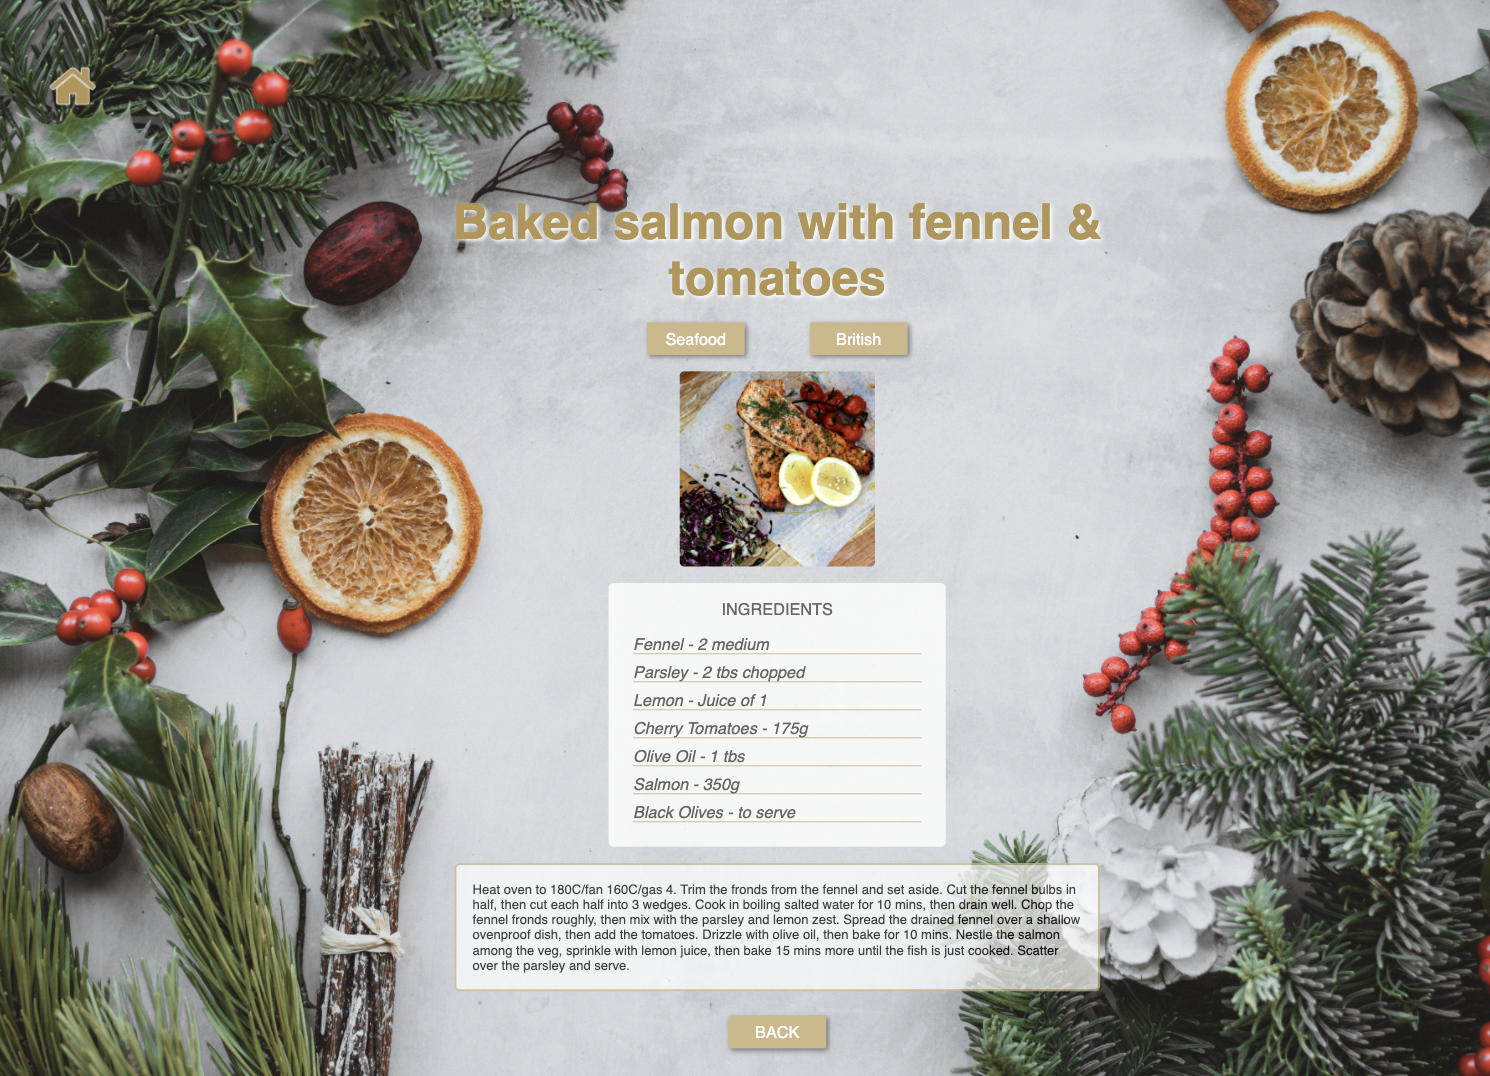 Baked salmon with fennel &
tomatoes
Seafood
British
INGREDIENTS
Fennel - 2 medium
Parsley - 2 tbs chopped
Lemon - Juice of 1
Cherry Tomatoes - 175g
Olive Oil - 1 tbs
Salmon - 350g
Black Olives - to serve
Heat oven to 180C/fan 160C/gas 4. Trim the fronds from the fennel and set aside. Cut the fennel bulbs in
half, then cut each half into 3 wedges. Cook in boiling salted water for 10 mins, then drain well. Chop the
fennel fronds roughly, then mix with the parsley and lemon zest. Spread the drained fennel over a shallow
ovenproof dish, then add the tomatoes. Drizzle with olive oil, then bake for 10 mins. Nestle the salmon
among the veg, sprinkle with lemon juice, then bake 15 mins more until the fish is just cooked. Scatter
over the parsley and serve.
BACK